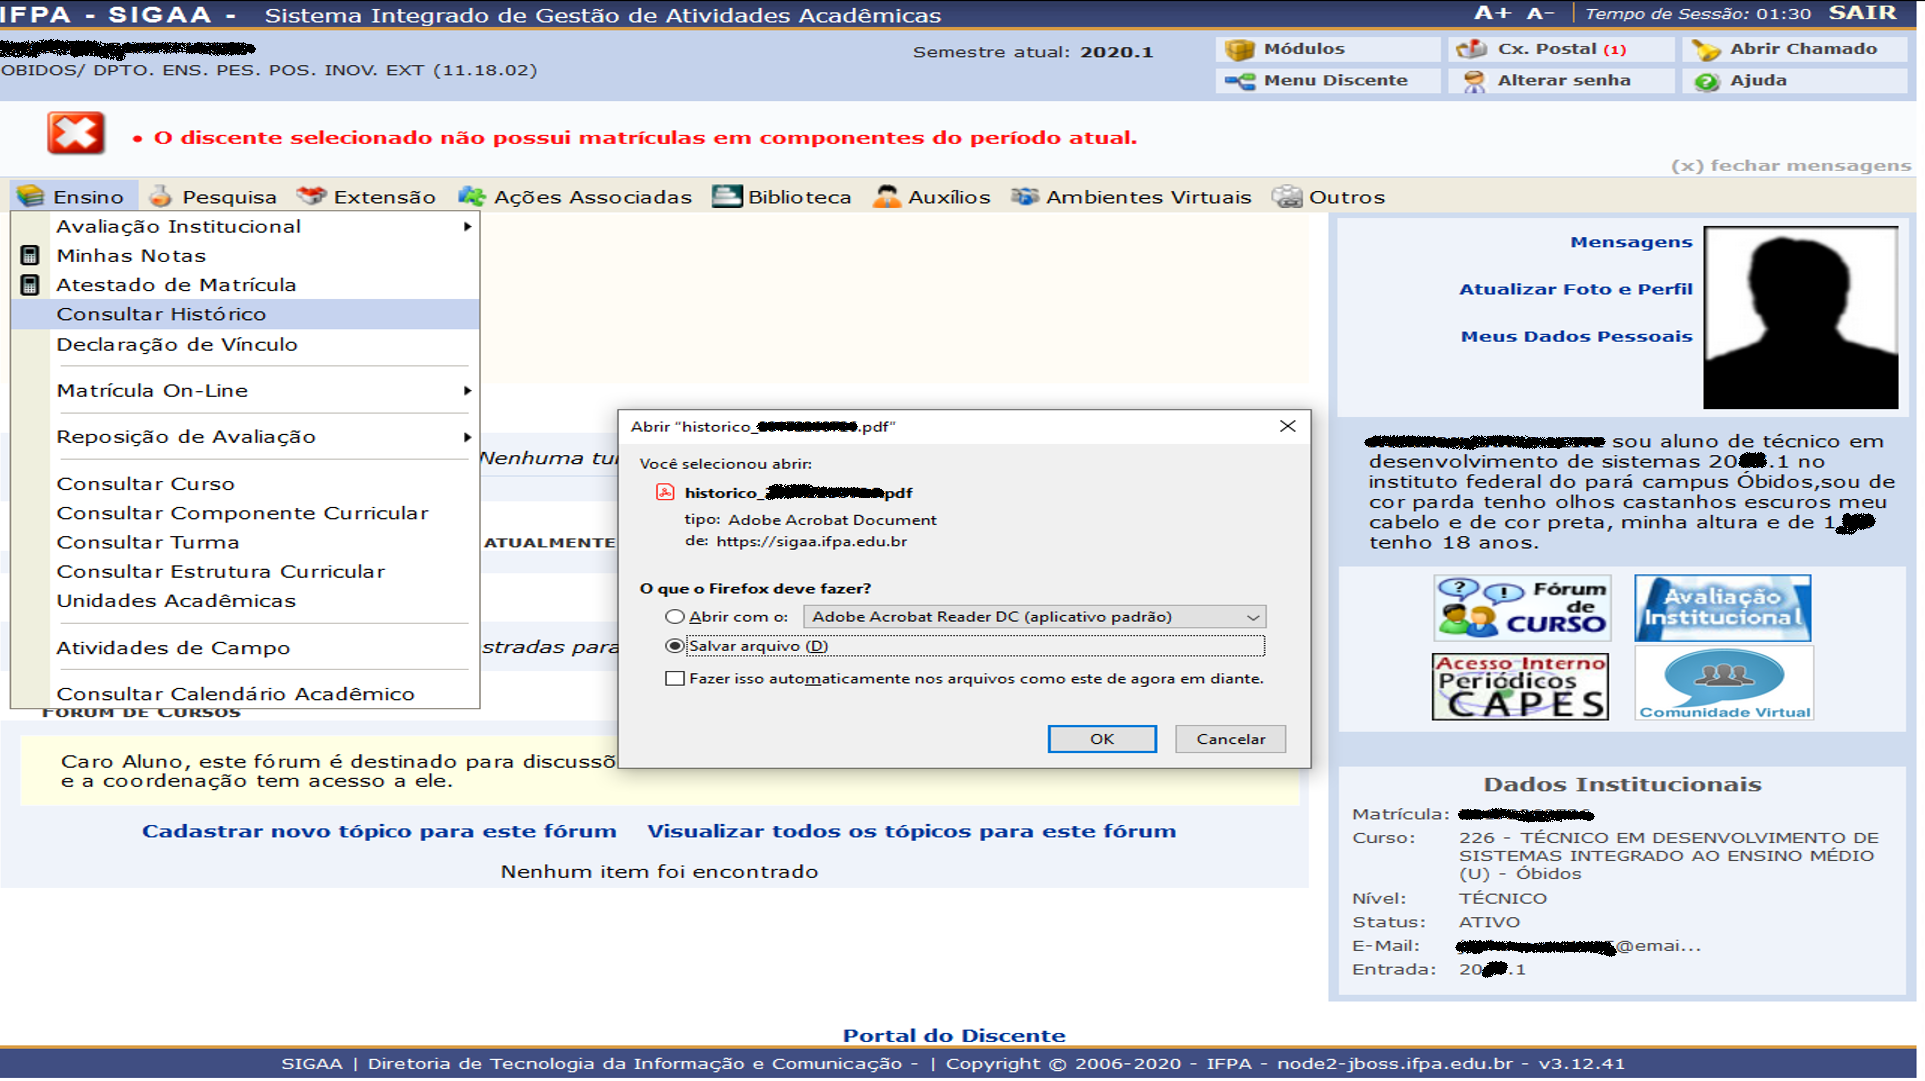 IFPA - SIGAA - Sistema Integrado de Gestão de Atividades Acadêmicas
A+ A- Tempo de Sessão: 01:30 SAIR
OBIDOS/ DPTO. ENS. PES. POS. INOV. EXT (11.18.02)
Semestre atual: 2020.1
Módulos
Cx. Postal (1)
Abrir Chamado
Menu Discente
Alterar senha
Ajuda
• O discente selecionado não possui matrículas em componentes do período atual.
(x) fechar mensagens
Ensino Pesquisa Extensão Ações Associadas Biblioteca Auxílios Ambientes Virtuais Outros
Avaliação Institucional
Minhas Notas
Atestado de Matrícula
Consultar Histórico
Declaração de Vínculo
Matrícula On-Line
Reposição de Avaliação
Consultar Curso
Consultar Componente Curricular
Consultar Turma
Consultar Estrutura Curricular
Unidades Acadêmicas
Atividades de Campo
Consultar Calendário Acadêmico
Nenhuma
ATUALMENTE
para
FÓRUM DE CURSOS
Caro Aluno, este fórum é destinado para
e a coordenação tem acesso a ele.
Cadastrar novo tópico para este fórum Visualizar todos os tópicos para este fórum
Nenhum item foi encontrado
Abrir "historico_ .pdf"
Você selecionou abrir:
historico_ pdf
tipo: Adobe Acrobat Document
de: https://sigaa.ifpa.edu.br
O que o Firefox deve fazer?
Abrir com o: Adobe Acrobat Reader DC (aplicativo padrão)
Salvar arquivo (D)
Fazer isso automaticamente nos arquivos como este de agora em diante.
OK Cancelar
Mensagens
Atualizar Foto e Perfil
Meus Dados Pessoais
sou aluno de técnico em
desenvolvimento de sistemas 20 .1 no
instituto federal do pará campus Óbidos,sou de
cor parda tenho olhos castanhos escuros meu
cabelo e de cor preta, minha altura e de 1,
tenho 18 anos.
Fórum
de
CURSO
Avaliação
Institucional
Acesso Interno
Periódicos
CAPES
Comunidade Virtual
Dados Institucionais
Matrícula:
Curso: 226 - TÉCNICO EM DESENVOLVIMENTO DE
SISTEMAS INTEGRADO AO ENSINO MÉDIO
(U) - Óbidos
Nível: TÉCNICO
Status: ATIVO
E-Mail: @emai...
Entrada: 20 .1
Portal do Discente
SIGAA | Diretoria de Tecnologia da Informação e Comunicação - | Copyright © 2006-2020 - IFPA - node2-jboss.ifpa.edu.br - v3.12.41